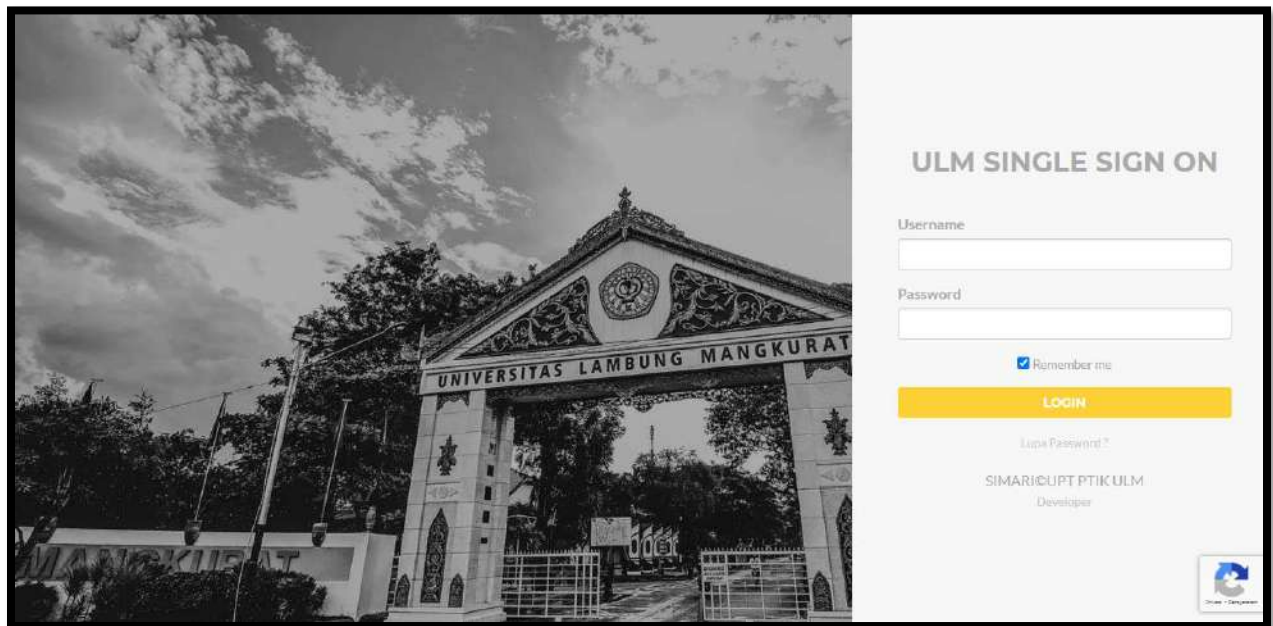 UNIVERSITAS LAMBUNG MANGKURAT
MANGKURAT
ULM SINGLE SIGN ON
Username
Password
Remember me
LOGIN
Lupa Password ?
SIMARI©UPT PTIK ULM
Developer